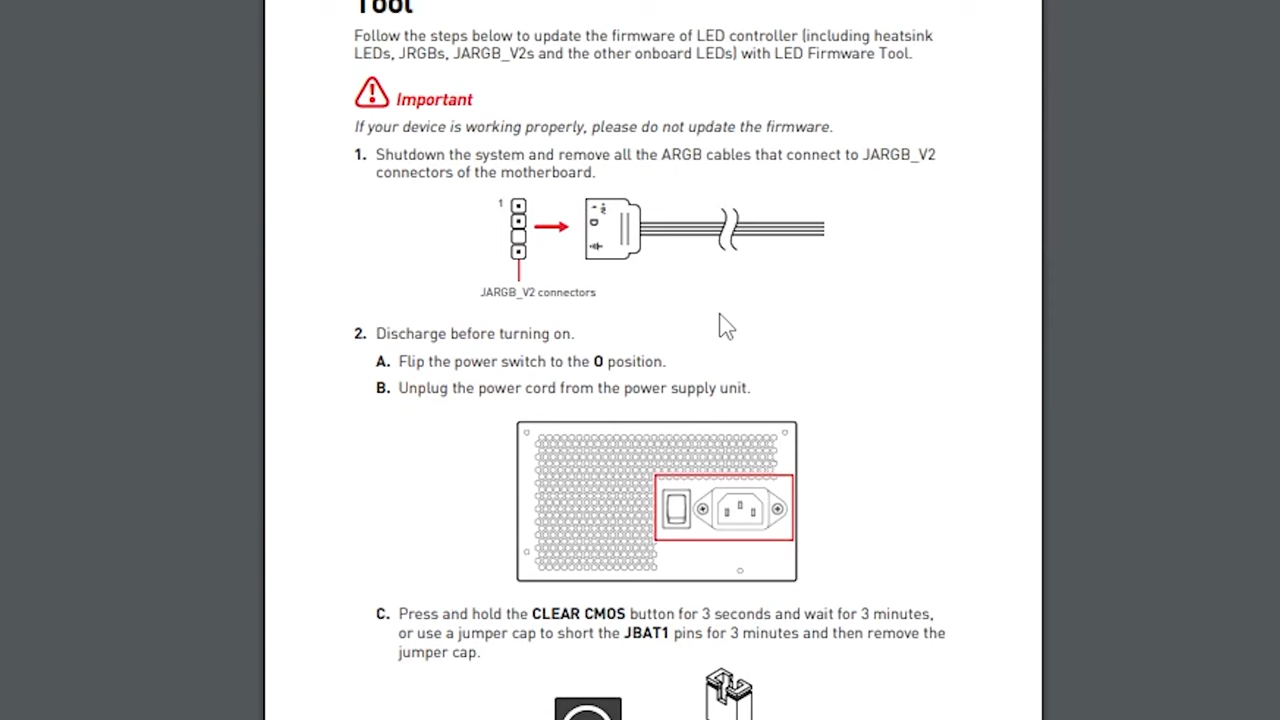 Tool
Follow the steps below to update the firmware of LED controller (including heatsink
LEDs, JRGBs, JARGB_V2s and the other onboard LEDs) with LED Firmware Tool.
Important
If your device is working properly, please do not update the firmware.
1. Shutdown the system and remove all the ARGB cables that connect to JARGB_V2
connectors of the motherboard.
1
D
JARGB_V2 connectors
2. Discharge before turning on.
A. Flip the power switch to the O position.
B. Unplug the power cord from the power supply unit.
C. Press and hold the CLEAR CMOS button for 3 seconds and wait for 3 minutes,
or use a jumper cap to short the JBAT1 pins for 3 minutes and then remove the
jumper cap.